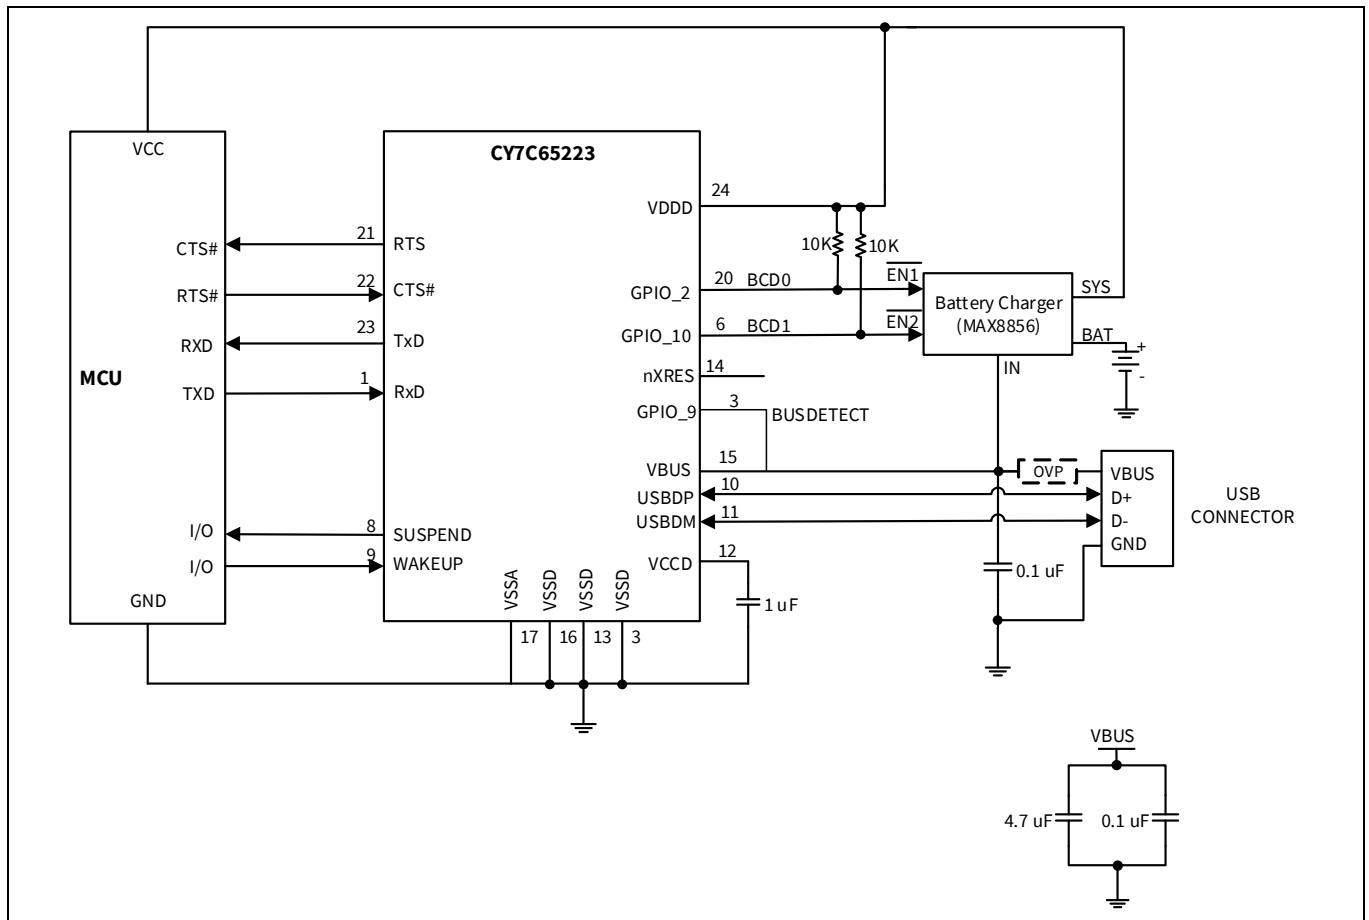 CY7C65223
VCC
MCU
CTS#
RTS#
RXD
TXD
I/O
I/O
GND
21
22
23
1
8
9
RTS
CTS#
TxD
RxD
SUSPEND
WAKEUP
VSSA
VSSD
VSSD
VSSD
17
16
13
3
VDDD
GPIO_2
GPIO_10
nXRES
GPIO_9
VBUS
USBDP
USBDM
VCCD
24
20
6
14
3
15
10
11
12
BCD0
BCD1
BUSDETECT
10K
10K
EN1
EN2
Battery Charger
(MAX8856)
SYS
BAT
+
-
IN
OVP
VBUS
D+
D-
GND
USB
CONNECTOR
0.1 uF
1 uF
VBUS
4.7 uF
0.1 uF